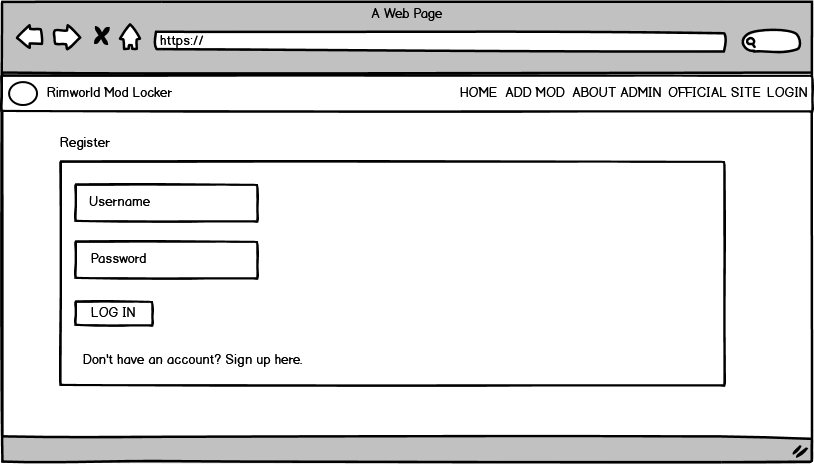 A Web Page
https://
Rimworld Mod Locker HOME ADD MOD ABOUT ADMIN OFFICIAL SITE LOGIN
Register
Username
Password
LOG IN
Don't have an account? Sign up here.